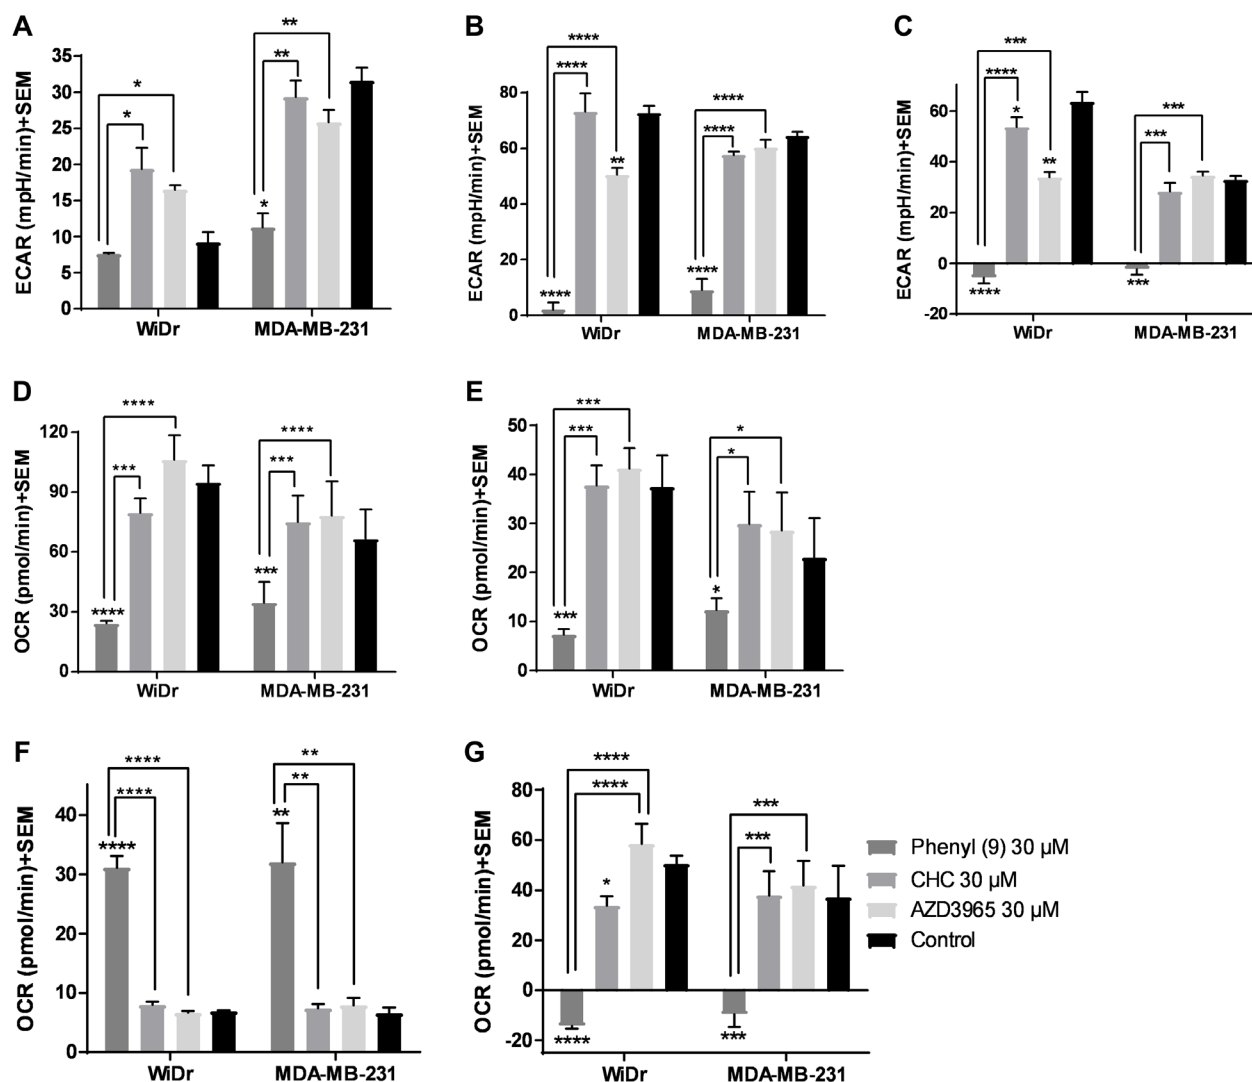 A
ECAR (mpH/min)+SEM
35
30
25
20
15
10
5
0
*
*
**
**
*
WiDr
MDA-MB-231
B
ECAR (mpH/min)+SEM
80
60
40
20
0
****
****
**
****
****
****
****
WiDr
MDA-MB-231
C
ECAR (mpH/min)+SEM
60
40
20
0
-20
***
****
*
**
****
***
***
***
WiDr
MDA-MB-231
D
OCR (pmol/min)+SEM
120
90
60
30
0
****
***
****
****
***
***
WiDr
MDA-MB-231
E
OCR (pmol/min)+SEM
50
40
30
20
10
0
***
***
***
*
*
*
WiDr
MDA-MB-231
F
OCR (pmol/min)+SEM
40
30
20
10
0
****
****
****
**
**
**
WiDr
MDA-MB-231
G
OCR (pmol/min)+SEM
80
60
40
20
0
-20
****
****
*
****
***
***
***
WiDr
MDA-MB-231
Phenyl (9) 30 µM
CHC 30 µM
AZD3965 30 µM
Control